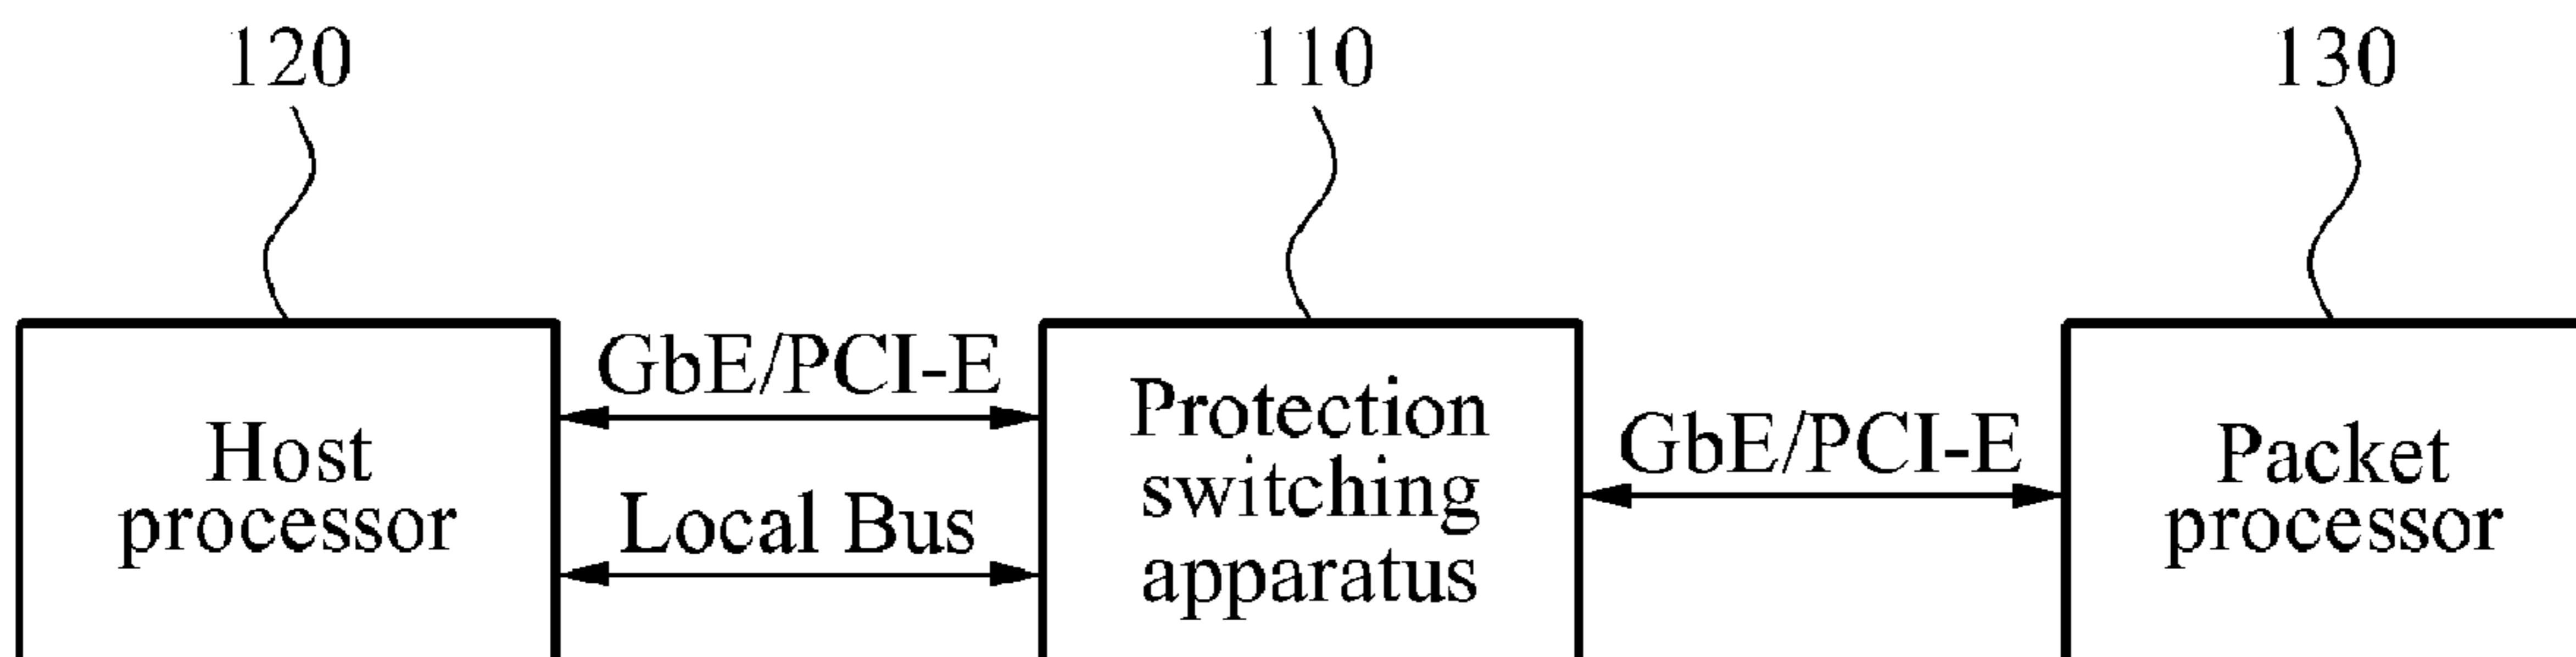 120
110
130
Host
processor
GbE/PCI-E
Local Bus
Protection
switching
apparatus
GbE/PCI-E
Packet
processor